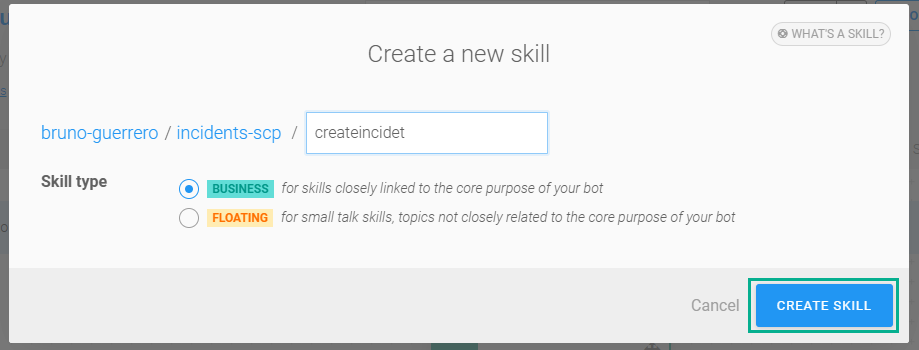 WHAT'S A SKILL?
Create a new skill
bruno-guerrero / incidents-scp / createincidet
Skill type
BUSINESS for skills closely linked to the core purpose of your bot
FLOATING for small talk skills, topics not closely related to the core purpose of your bot
Cancel CREATE SKILL